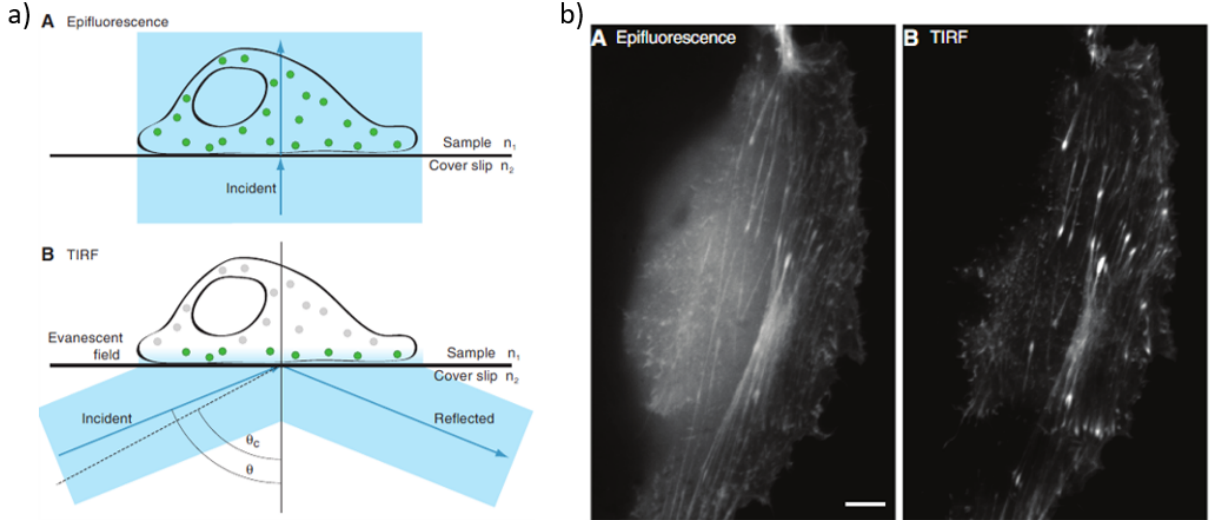 a)
A Epifluorescence
Sample n₁
Cover slip n₂
Incident
B TIRF
Evanescent
field
Sample n₁
Cover slip n₂
Incident
Reflected
θc
θ
b)
A Epifluorescence
B TIRF